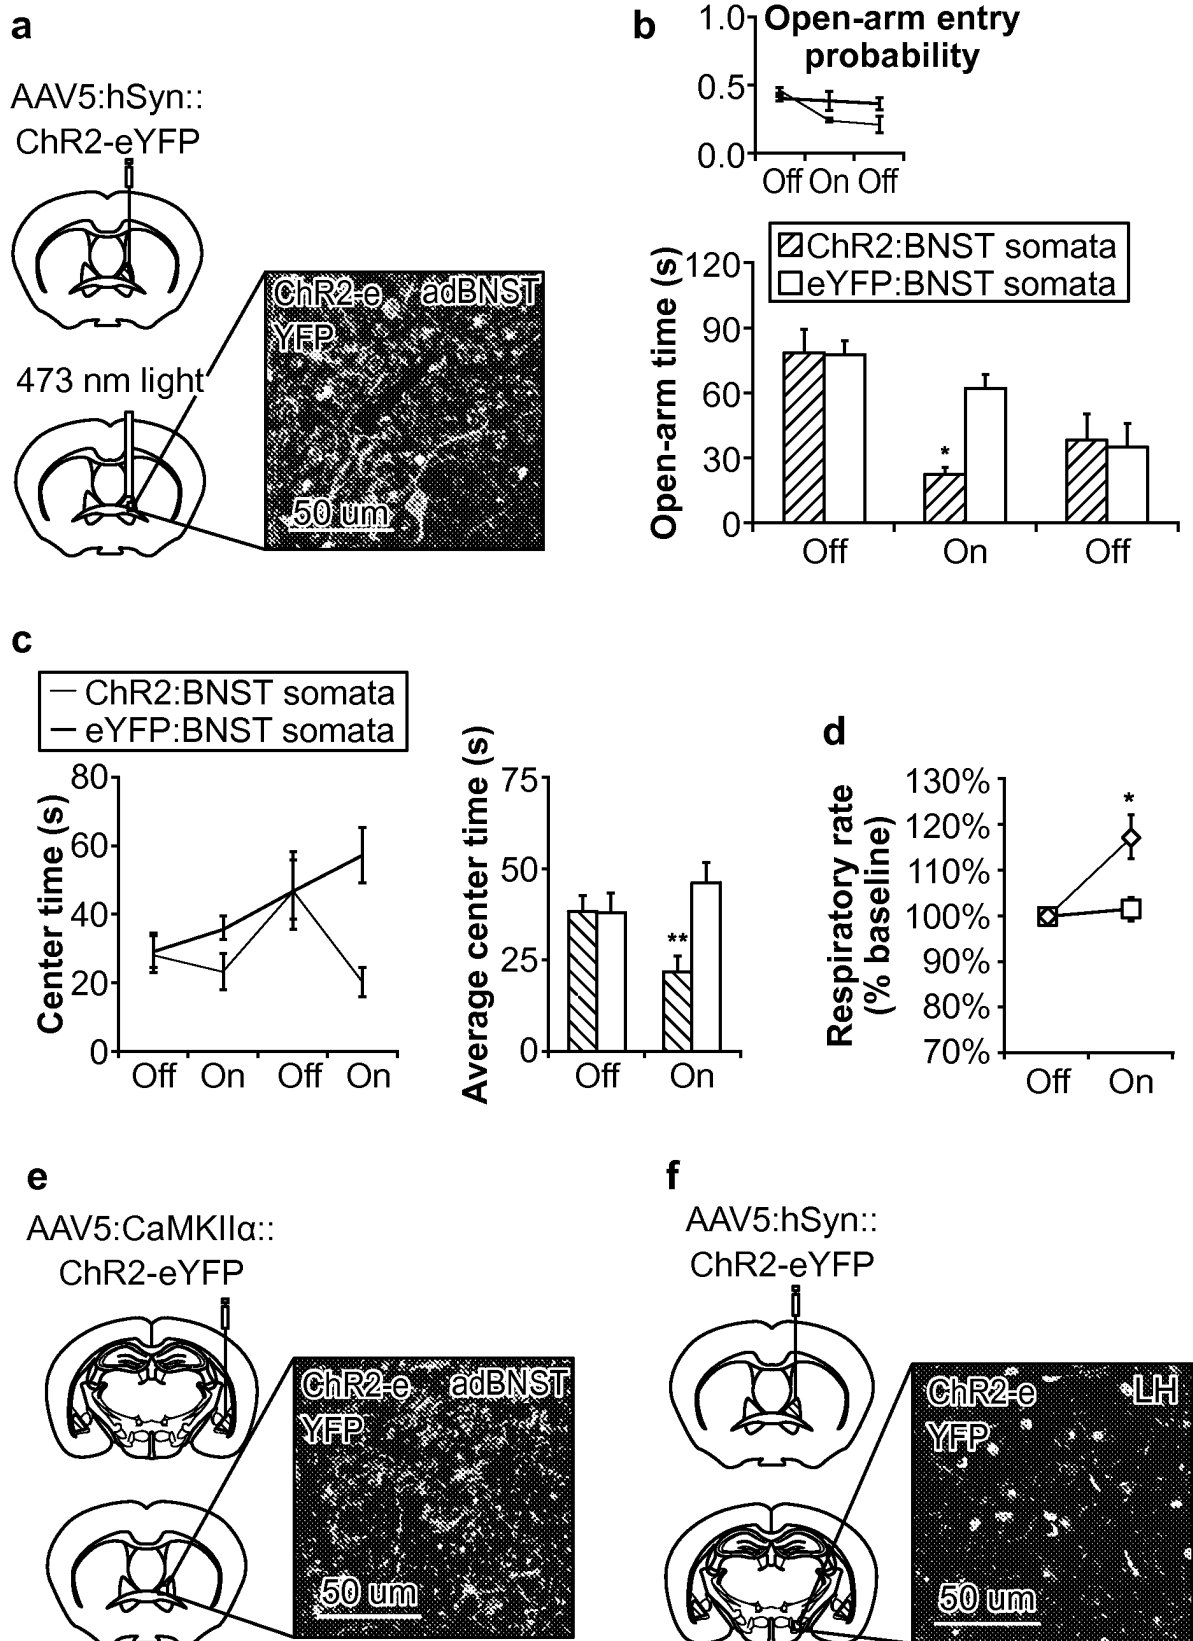 a
AAV5:hSyn::
ChR2-eYFP
473 nm light
ChR2-e adBNST
YFP
50 um
b
Open-arm entry
probability
1.0
0.5
0.0
Off On Off
ChR2:BNST somata
eYFP:BNST somata
Open-arm time (s)
120
90
60
30
0
*
Off On Off
c
ChR2:BNST somata
eYFP:BNST somata
Center time (s)
80
60
40
20
0
Off On Off On
Average center time (s)
75
50
25
0
**
Off On
d
Respiratory rate
(% baseline)
130%
120%
110%
100%
90%
80%
70%
*
Off On
e
AAV5:CaMKIIα::
ChR2-eYFP
ChR2-e adBNST
YFP
50 um
f
AAV5:hSyn::
ChR2-eYFP
ChR2-e LH
YFP
50 um